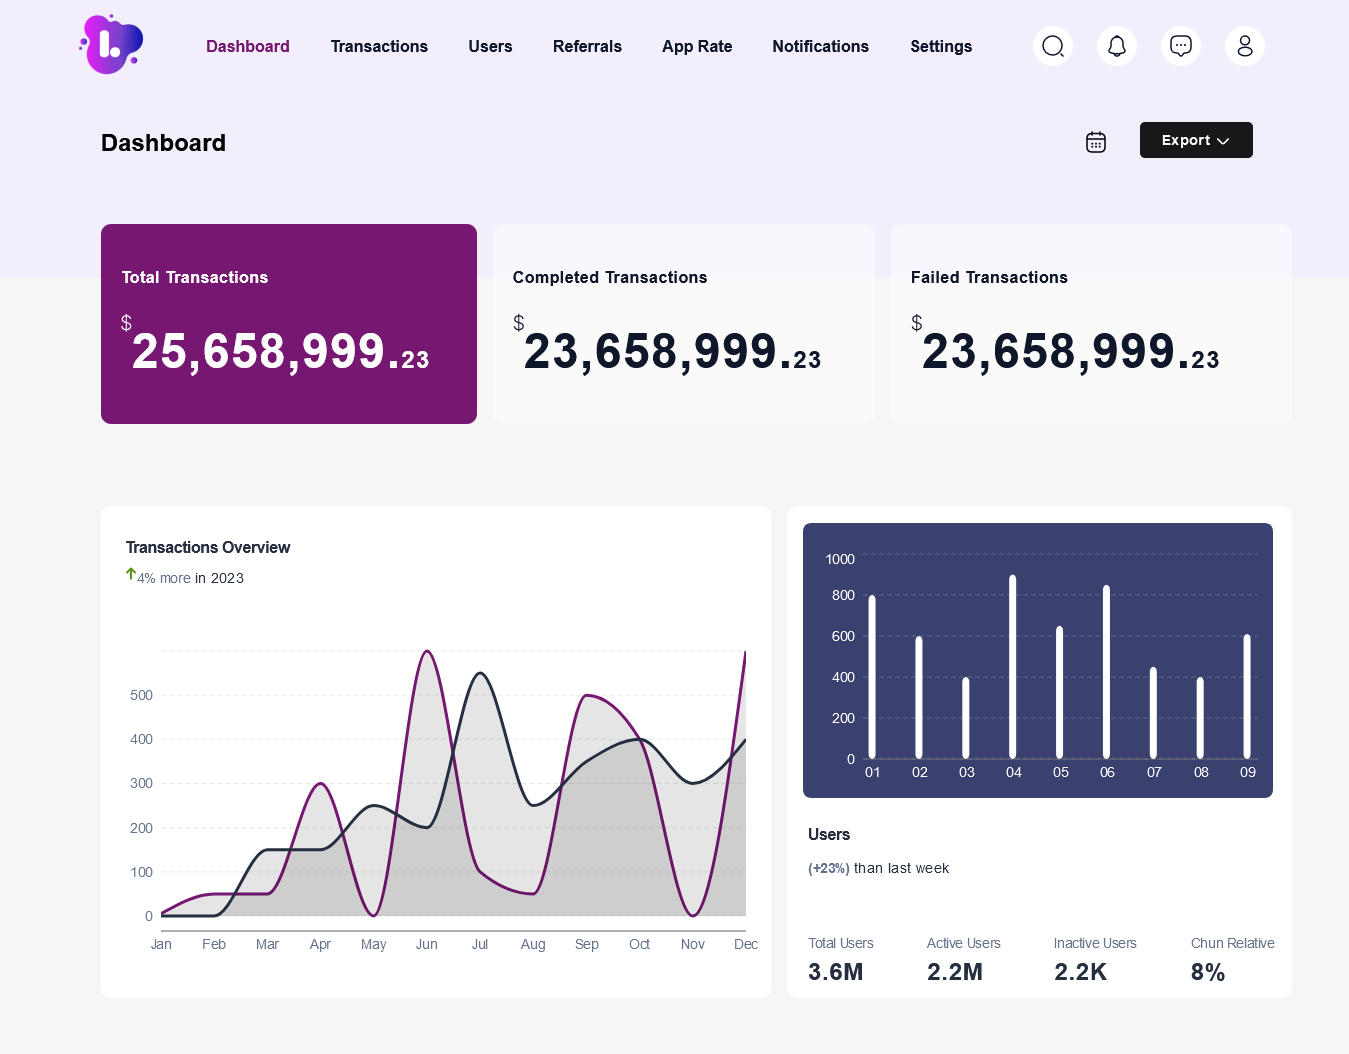 Dashboard Transactions Users Referrals App Rate Notifications Settings
Dashboard
Export
Total Transactions
$25,658,999.23
Completed Transactions
$23,658,999.23
Failed Transactions
$23,658,999.23
Transactions Overview
4% more in 2023
500
400
300
200
100
0
Jan Feb Mar Apr May Jun Jul Aug Sep Oct Nov Dec
1000
800
600
400
200
0
01 02 03 04 05 06 07 08 09
Users
(+23%) than last week
Total Users Active Users Inactive Users Chun Relative
3.6M 2.2M 2.2K 8%